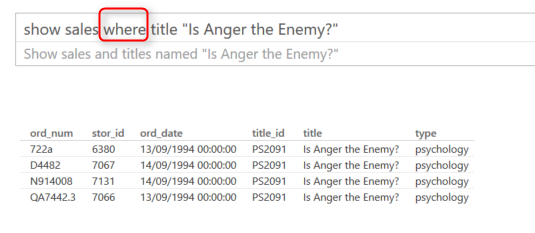 show sales where title "Is Anger the Enemy?"
Show sales and titles named "Is Anger the Enemy?"
ord_num stor_id ord_date title_id title type
722a 6380 13/09/1994 00:00:00 PS2091 Is Anger the Enemy? psychology
D4482 7067 14/09/1994 00:00:00 PS2091 Is Anger the Enemy? psychology
N914008 7131 14/09/1994 00:00:00 PS2091 Is Anger the Enemy? psychology
QA7442.3 7066 13/09/1994 00:00:00 PS2091 Is Anger the Enemy? psychology